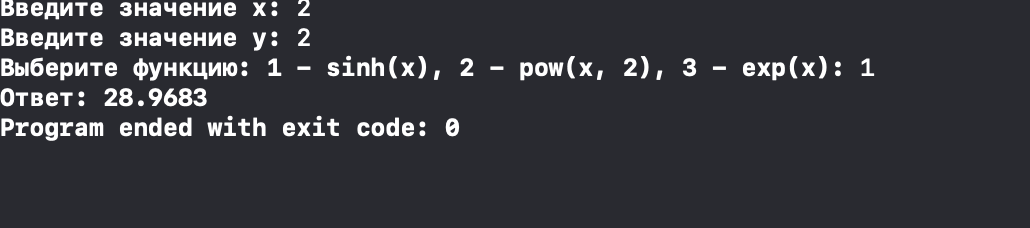 Введите значение x: 2
Введите значение y: 2
Выберите функцию: 1 - sinh(x), 2 - pow(x, 2), 3 - exp(x): 1
Ответ: 28.9683
Program ended with exit code: 0